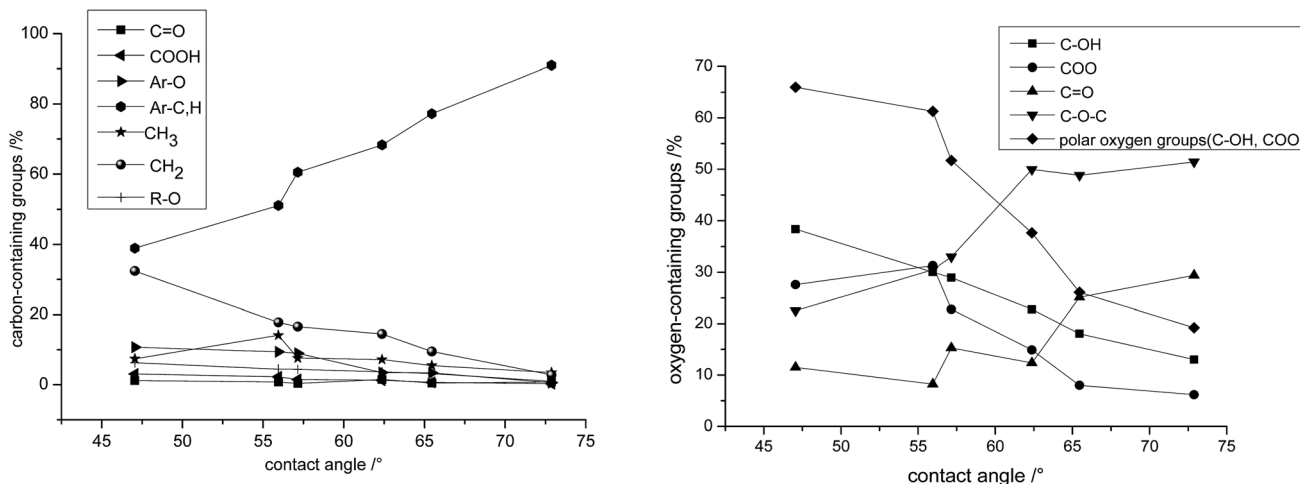 100
80
60
40
20
0
carbon-containing groups /%
C=O
COOH
Ar-O
Ar-C,H
CH3
CH2
R-O
45 50 55 60 65 70 75
contact angle /°
70
60
50
40
30
20
10
0
oxygen-containing groups /%
C-OH
COO
C=O
C-O-C
polar oxygen groups(C-OH, COO
45 50 55 60 65 70 75
contact angle /°